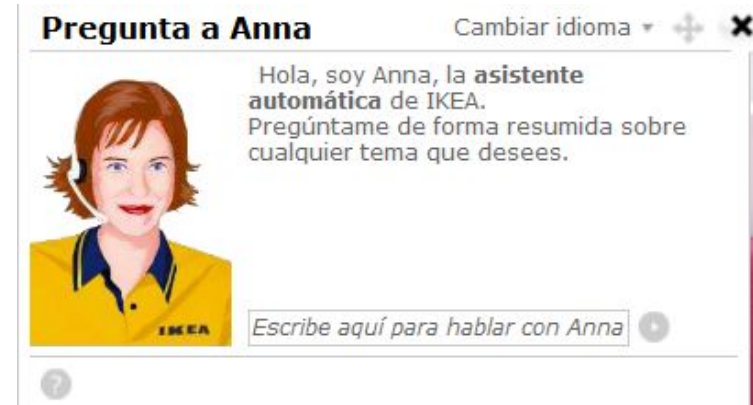 Pregunta a Anna
Cambiar idioma
Hola, soy Anna, la asistente
automática de IKEA.
Pregúntame de forma resumida sobre
cualquier tema que desees.
IKEA
Escribe aquí para hablar con Anna
?